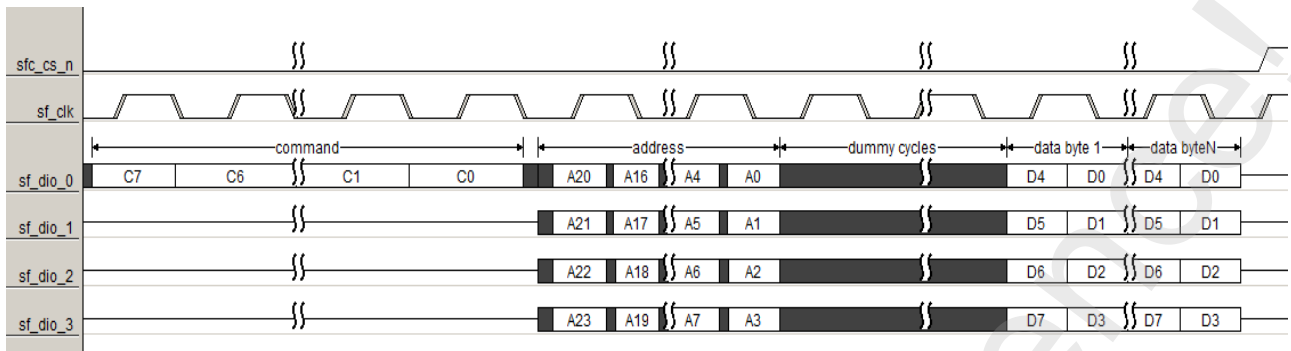 sfc_cs_n
sf_clk
command address dummy cycles data byte 1 data byteN
sf_dio_0 C7 C6 C1 C0 A20 A16 A4 A0 D4 D0 D4 D0
sf_dio_1 A21 A17 A5 A1 D5 D1 D5 D1
sf_dio_2 A22 A18 A6 A2 D6 D2 D6 D2
sf_dio_3 A23 A19 A7 A3 D7 D3 D7 D3